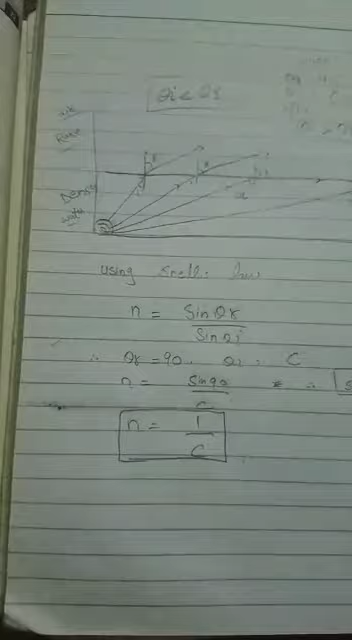 θi < θr
air
Rarer
Denser
water
using Snell's law
n = Sin θr
Sin θi
∴ θr = 90, θi = C
n = Sin 90
C
n = 1
C